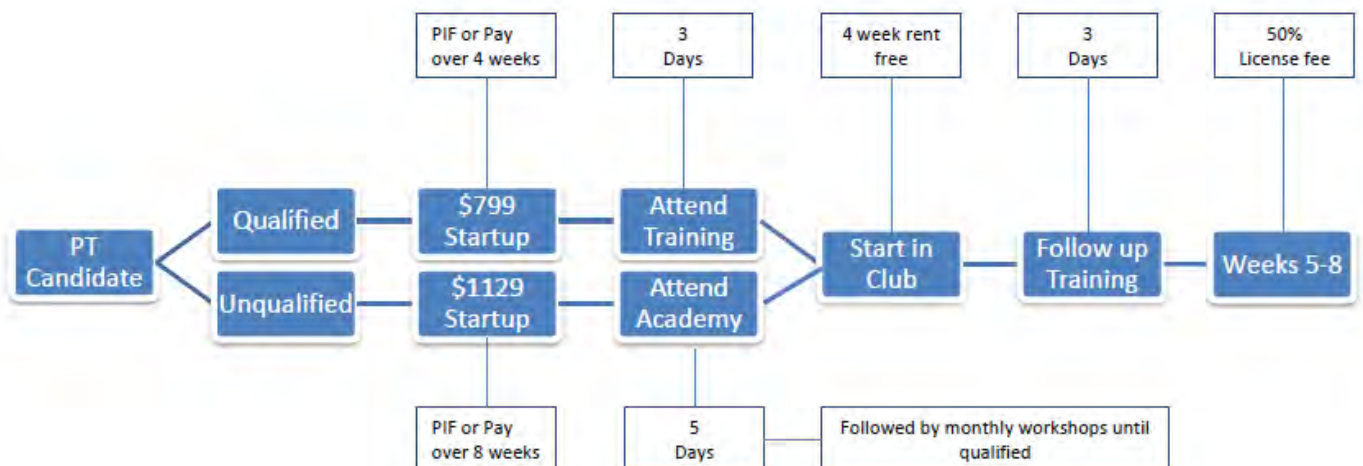 PIF or Pay
over 4 weeks
3
Days
4 week rent
free
3
Days
50%
License fee
PT
Candidate
Qualified
$799
Startup
Attend
Training
Unqualified
$1129
Startup
Attend
Academy
Start in
Club
Follow up
Training
Weeks 5-8
PIF or Pay
over 8 weeks
5
Days
Followed by monthly workshops until
qualified